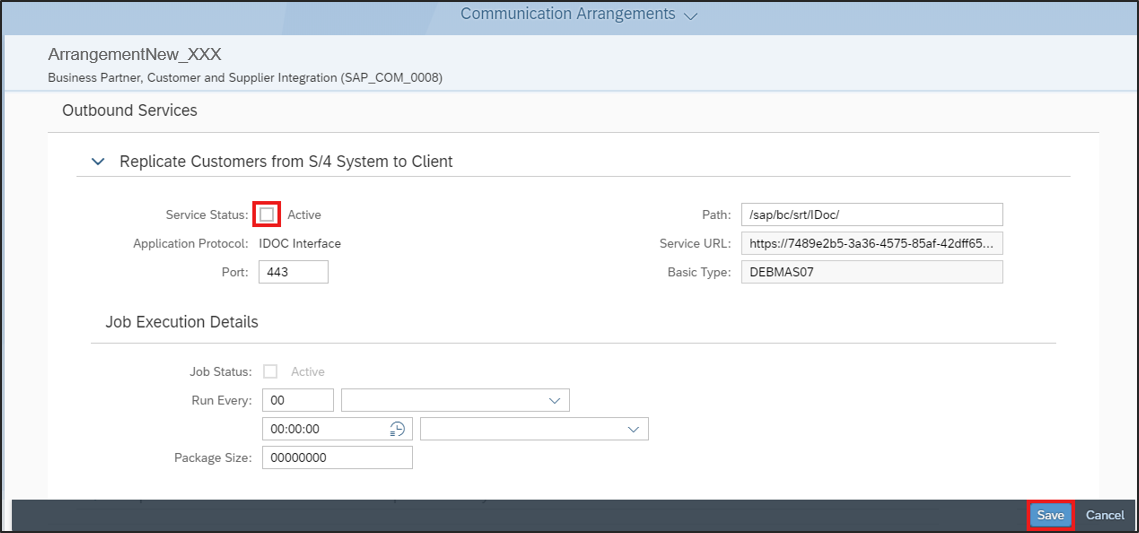 Communication Arrangements
ArrangementNew_XXX
Business Partner, Customer and Supplier Integration (SAP_COM_0008)
Outbound Services
Replicate Customers from S/4 System to Client
Service Status: Active
Path: /sap/bc/srt/IDoc/
Application Protocol: IDOC Interface
Service URL: https://7489e2b5-3a36-4575-85af-42dff65...
Port: 443
Basic Type: DEBMAS07
Job Execution Details
Job Status: Active
Run Every: 00
00:00:00
Package Size: 00000000
Save Cancel